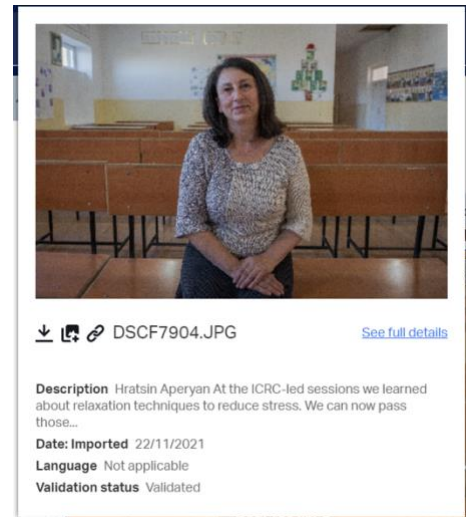 DSCF7904.JPG
See full details
Description Hratsin Aperyan At the ICRC-led sessions we learned
about relaxation techniques to reduce stress. We can now pass
those...
Date: Imported 22/11/2021
Language Not applicable
Validation status Validated